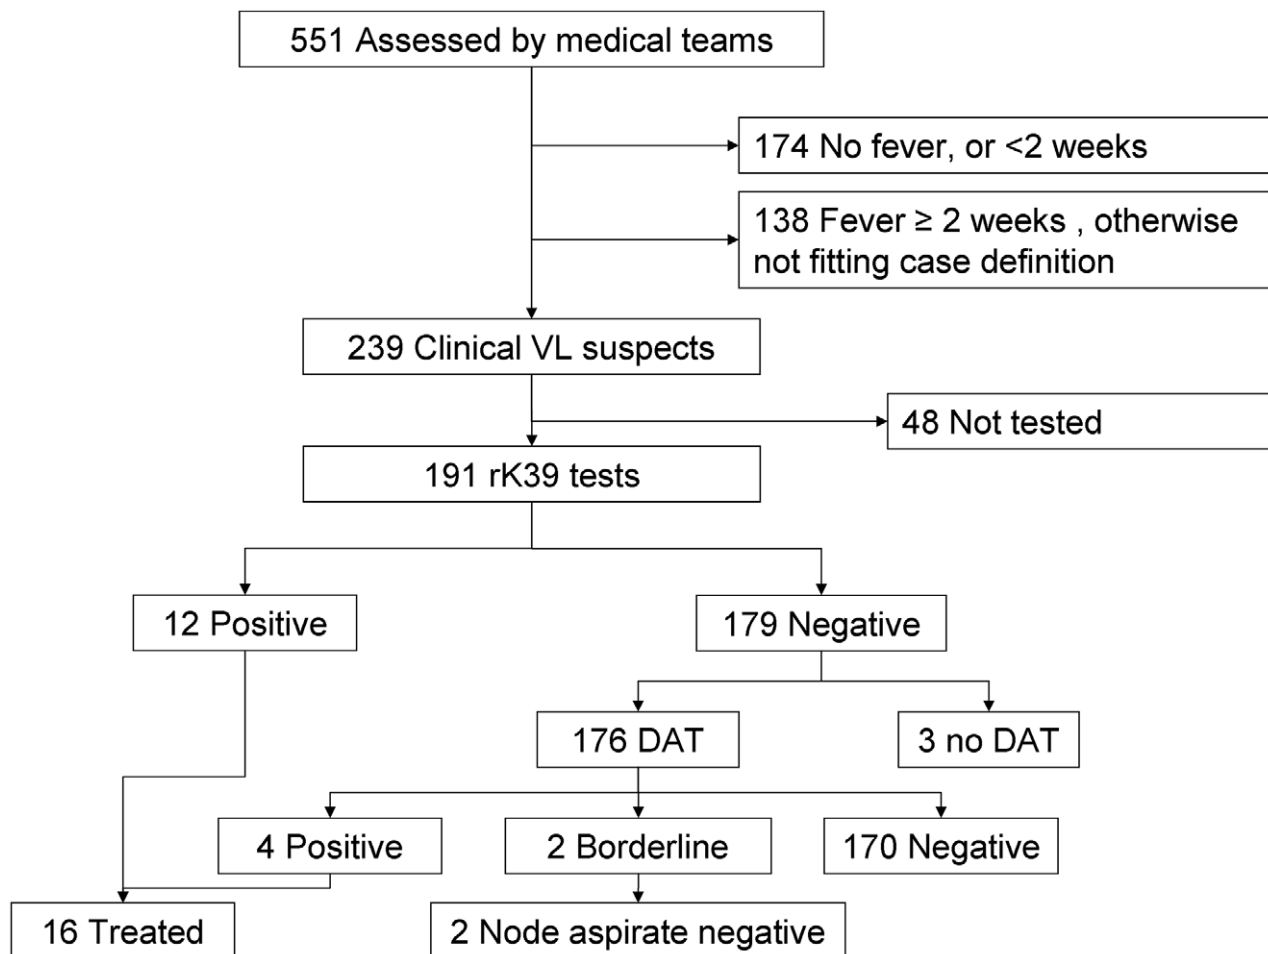 551 Assessed by medical teams
174 No fever, or <2 weeks
138 Fever ≥ 2 weeks , otherwise
not fitting case definition
239 Clinical VL suspects
48 Not tested
191 rK39 tests
12 Positive
179 Negative
176 DAT
3 no DAT
4 Positive
2 Borderline
170 Negative
16 Treated
2 Node aspirate negative